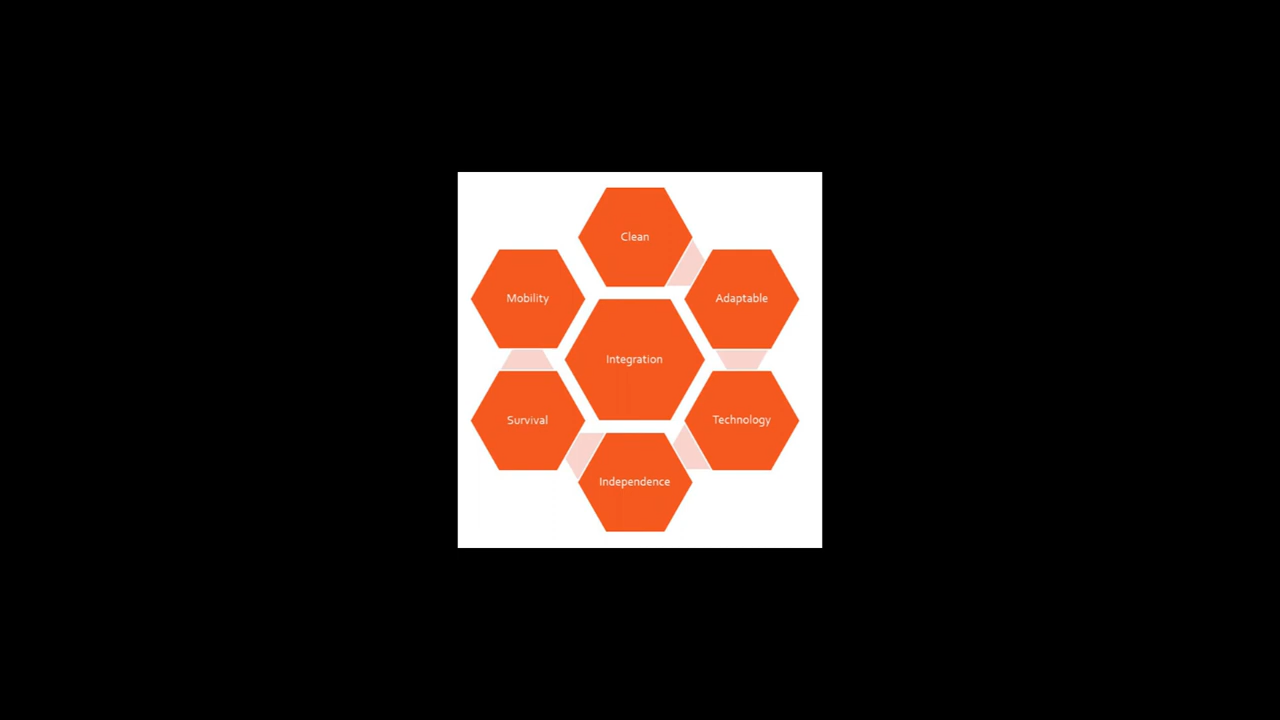 Clean
Mobility
Adaptable
Integration
Survival
Technology
Independence